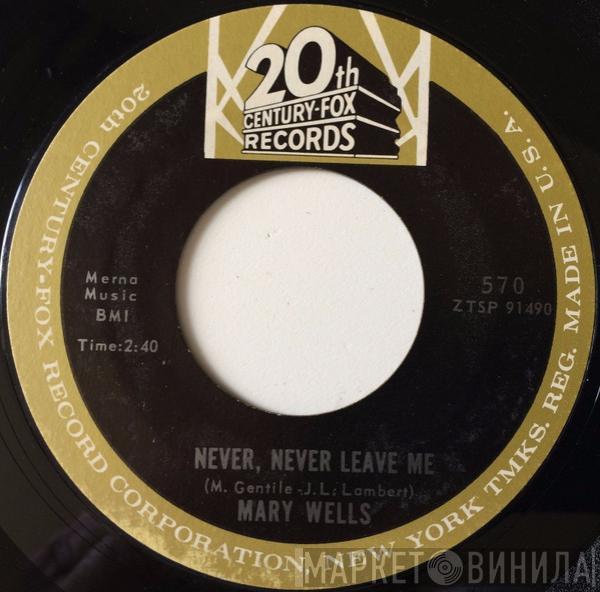 20th
CENTURY-FOX
RECORDS
20th CENTURY-FOX RECORD CORPORATION, NEW YORK TMKS. REG. MADE IN U.S.A.
Merna
Music
BMI
Time:2:40
570
ZTSP 91490
NEVER, NEVER LEAVE ME
(M. Gentile-J.L. Lambert)
MARY WELLS
МАРКЕТ ВИНИЛА